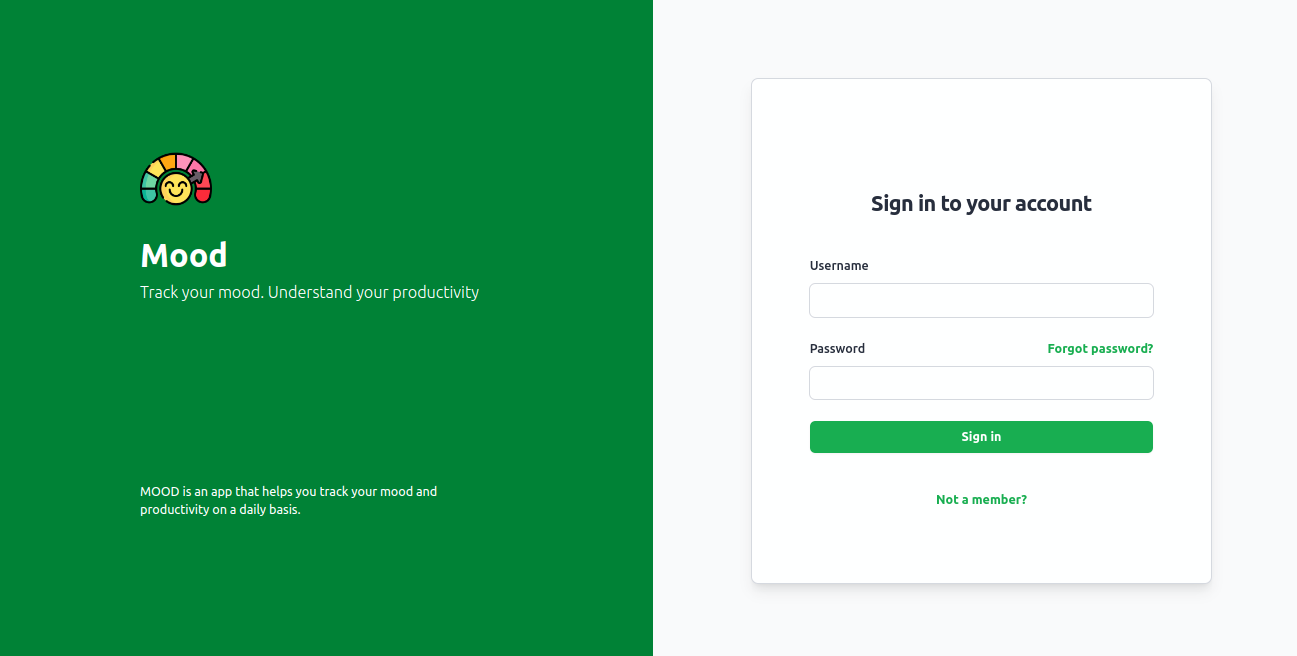 Mood
Track your mood. Understand your productivity
MOOD is an app that helps you track your mood and
productivity on a daily basis.
Sign in to your account
Username
Password
Forgot password?
Sign in
Not a member?